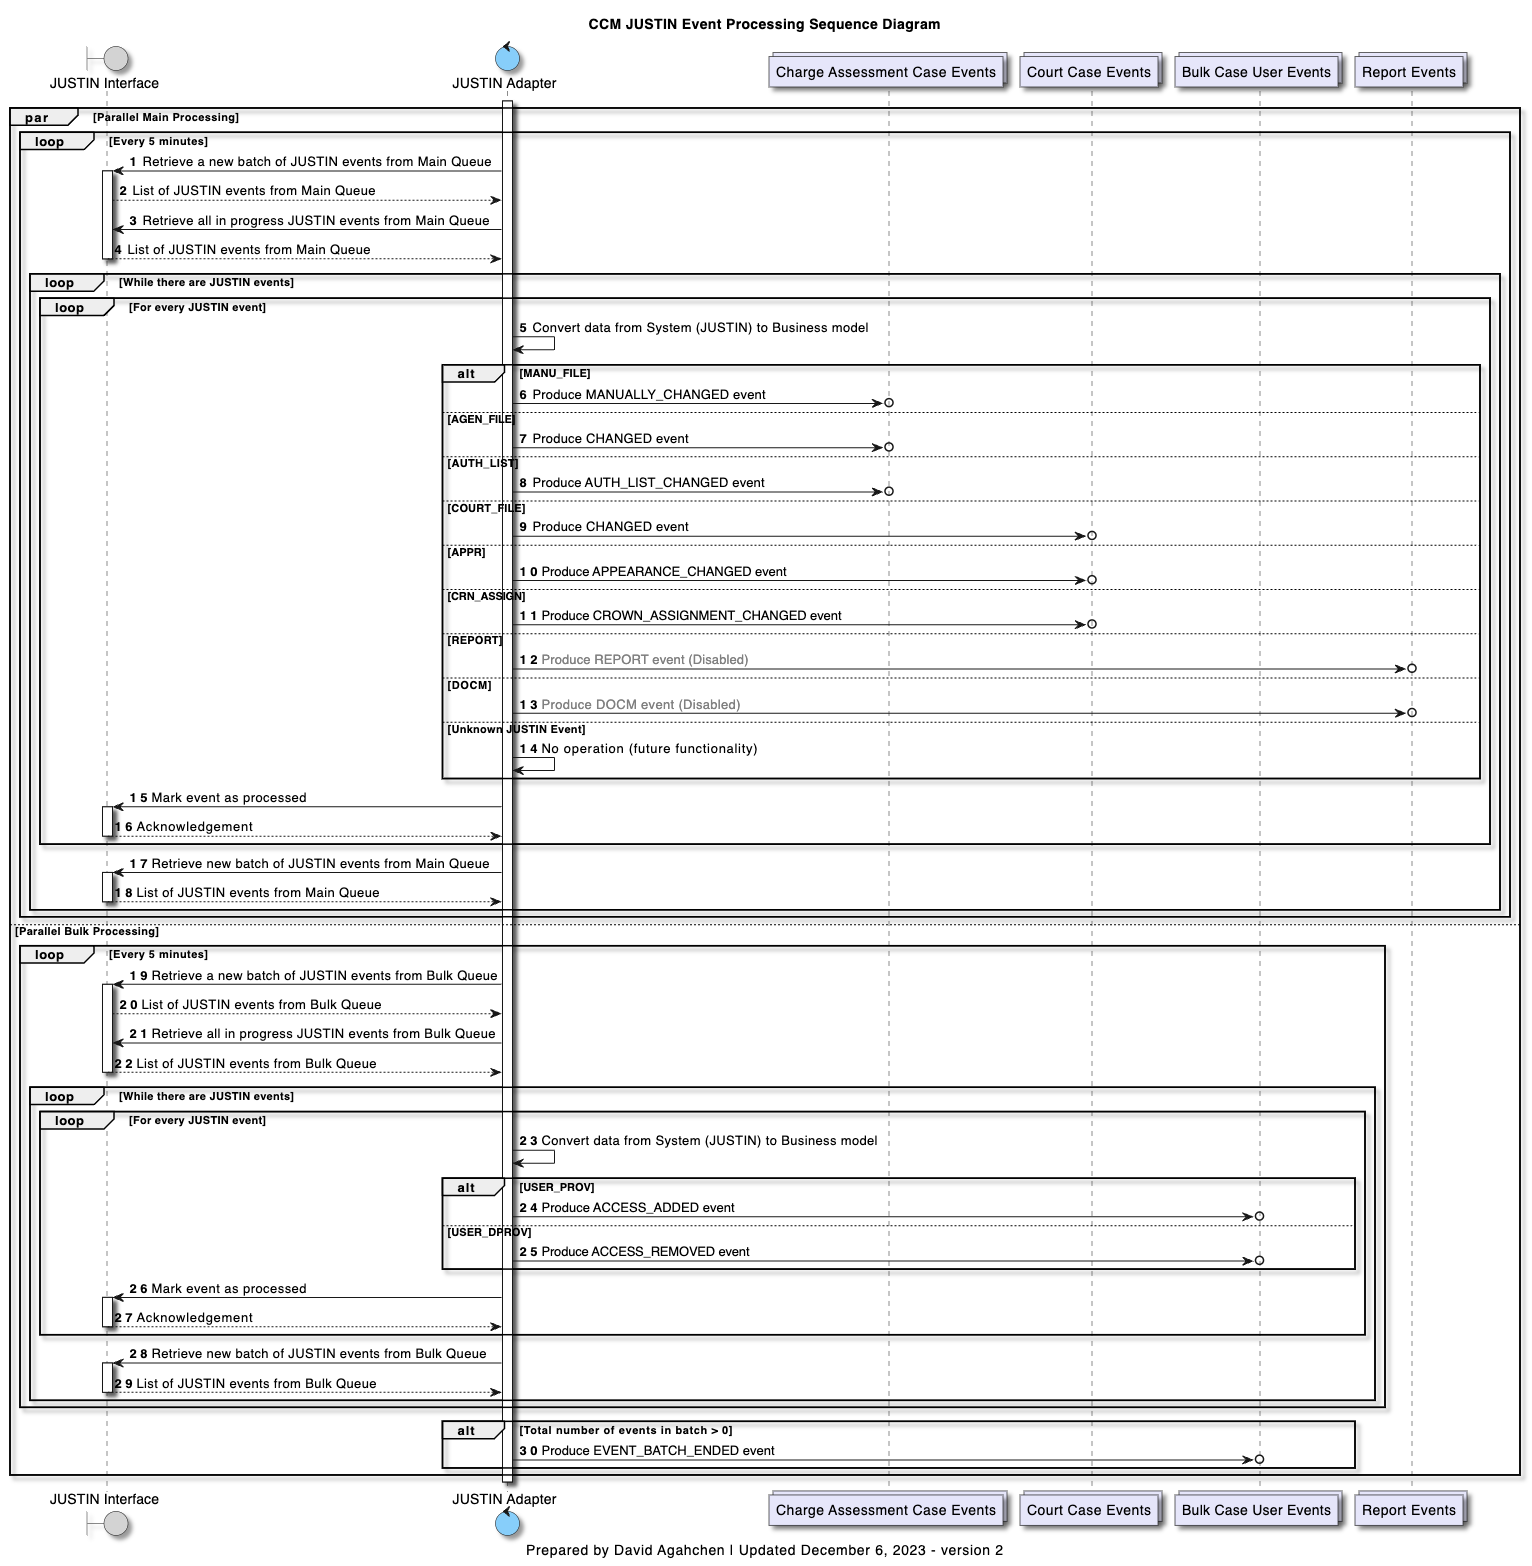 CCM JUSTIN Event Processing Sequence Diagram
JUSTIN Interface
JUSTIN Adapter
Charge Assessment Case Events
Court Case Events
Bulk Case User Events
Report Events
par [Parallel Main Processing]
loop [Every 5 minutes]
1 Retrieve a new batch of JUSTIN events from Main Queue
2 List of JUSTIN events from Main Queue
3 Retrieve all in progress JUSTIN events from Main Queue
4 List of JUSTIN events from Main Queue
loop [While there are JUSTIN events]
loop [For every JUSTIN event]
5 Convert data from System (JUSTIN) to Business model
alt [MANU_FILE]
6 Produce MANUALLY_CHANGED event
[AGEN_FILE]
7 Produce CHANGED event
[AUTH_LIST]
8 Produce AUTH_LIST_CHANGED event
[COURT_FILE]
9 Produce CHANGED event
[APPR]
10 Produce APPEARANCE_CHANGED event
[CRN_ASSIGN]
11 Produce CROWN_ASSIGNMENT_CHANGED event
[REPORT]
12 Produce REPORT event (Disabled)
[DOCM]
13 Produce DOCM event (Disabled)
[Unknown JUSTIN Event]
14 No operation (future functionality)
15 Mark event as processed
16 Acknowledgement
17 Retrieve new batch of JUSTIN events from Main Queue
18 List of JUSTIN events from Main Queue
[Parallel Bulk Processing]
loop [Every 5 minutes]
19 Retrieve a new batch of JUSTIN events from Bulk Queue
20 List of JUSTIN events from Bulk Queue
21 Retrieve all in progress JUSTIN events from Bulk Queue
22 List of JUSTIN events from Bulk Queue
loop [While there are JUSTIN events]
loop [For every JUSTIN event]
23 Convert data from System (JUSTIN) to Business model
alt [USER_PROV]
24 Produce ACCESS_ADDED event
[USER_DPROV]
25 Produce ACCESS_REMOVED event
26 Mark event as processed
27 Acknowledgement
28 Retrieve new batch of JUSTIN events from Bulk Queue
29 List of JUSTIN events from Bulk Queue
alt [Total number of events in batch > 0]
30 Produce EVENT_BATCH_ENDED event
JUSTIN Interface
JUSTIN Adapter
Charge Assessment Case Events
Court Case Events
Bulk Case User Events
Report Events
Prepared by David Agahchen | Updated December 6, 2023 - version 2